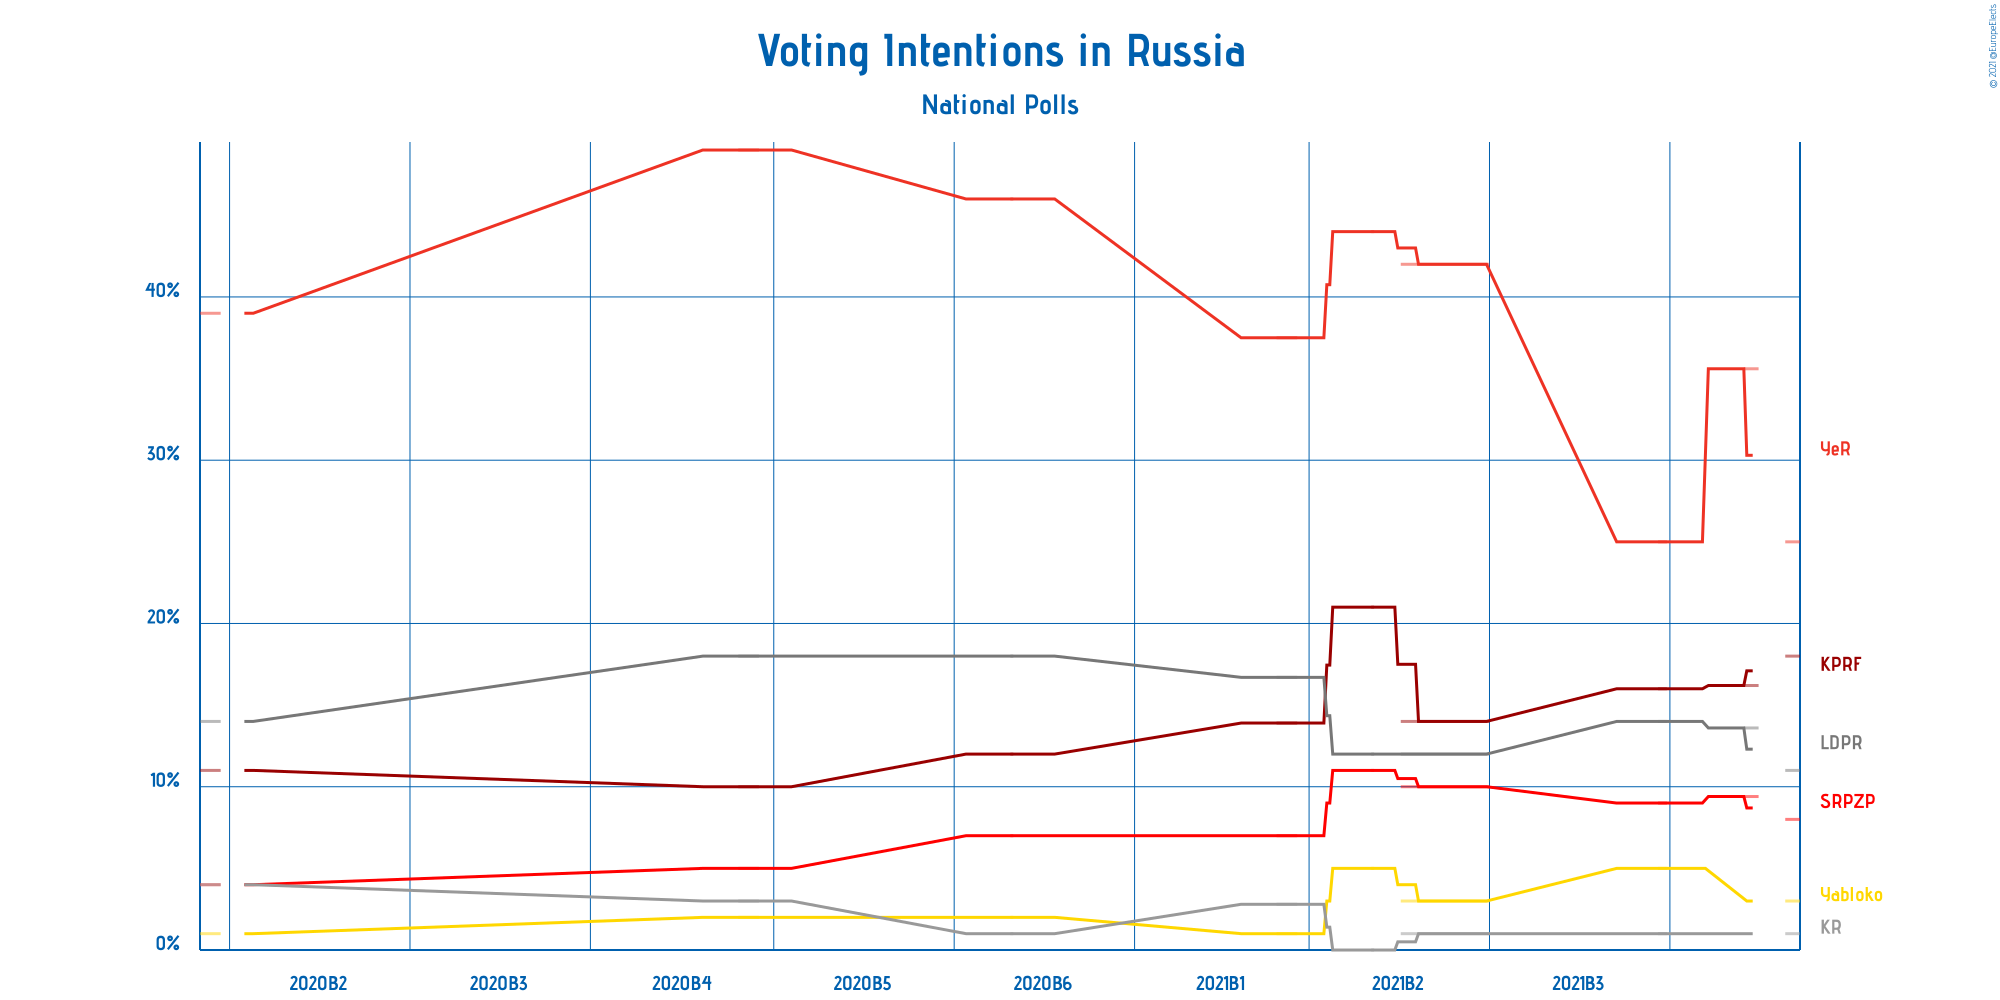 Voting Intentions in Russia
National Polls
© 2021 @EuropeElects
40%
30%
20%
10%
0%
YeR
KPRF
LDPR
SRPZP
Yabloko
KR
2020B2 2020B3 2020B4 2020B5 2020B6 2021B1 2021B2 2021B3